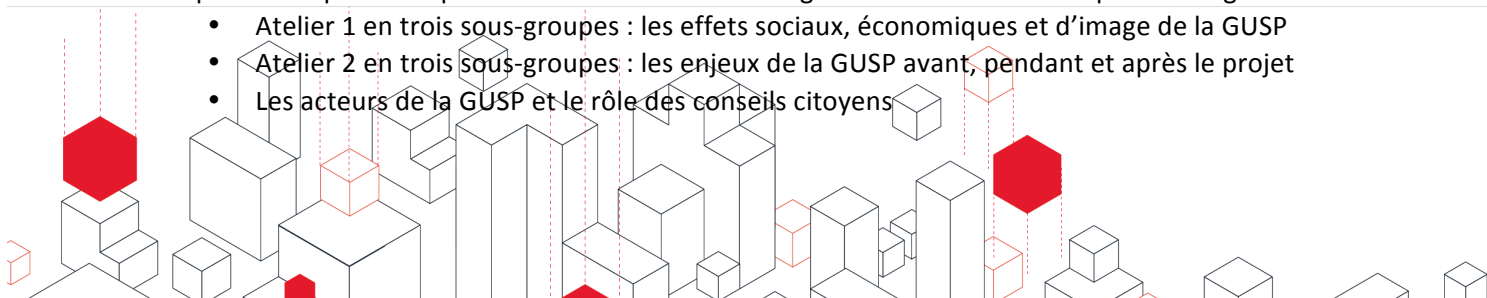 • Atelier 1 en trois sous-groupes : les effets sociaux, économiques et d’image de la GUSP
• Atelier 2 en trois sous-groupes : les enjeux de la GUSP avant, pendant et après le projet
• Les acteurs de la GUSP et le rôle des conseils citoyens